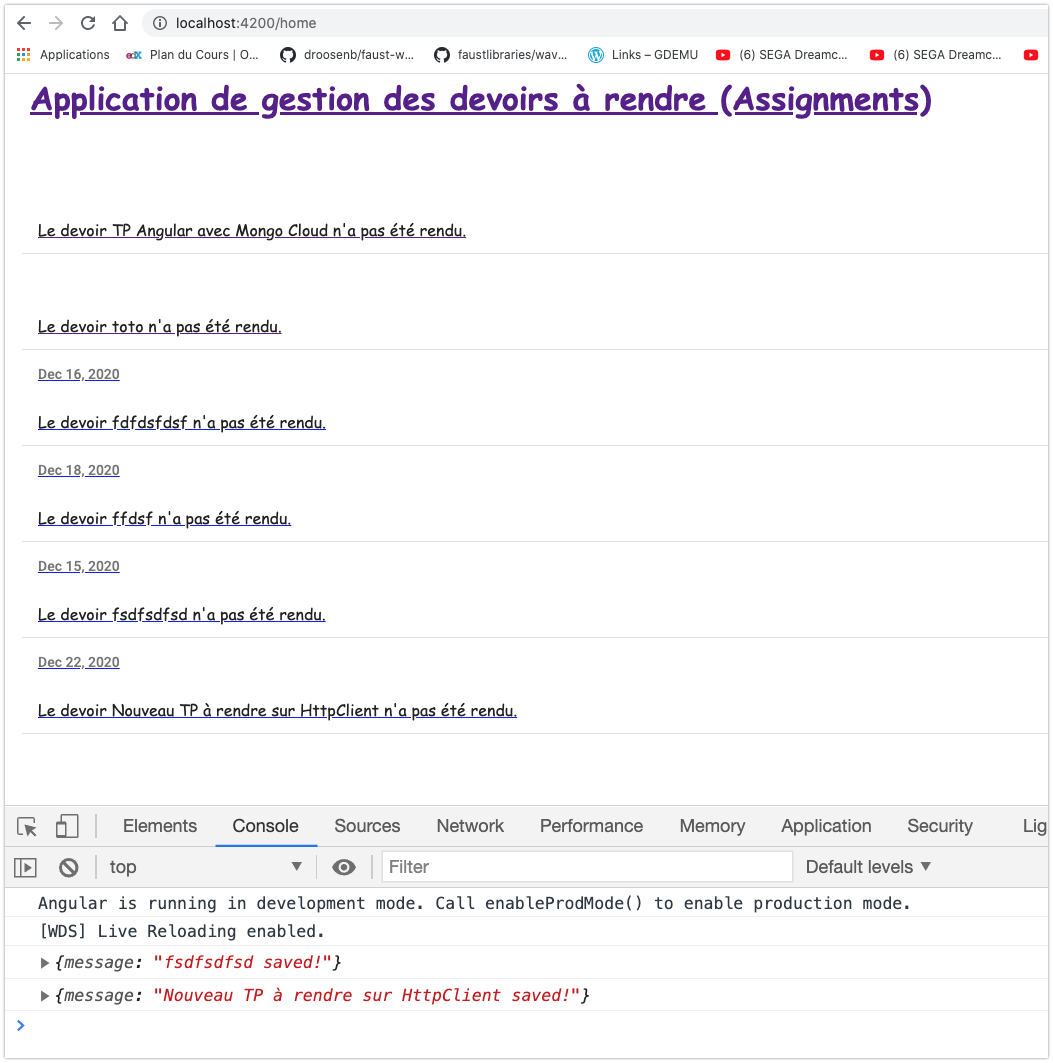 localhost:4200/home
Applications Plan du Cours | O... droosenb/faust-w... faustlibraries/wav... Links – GDEMU (6) SEGA Dreamc... (6) SEGA Dreamc...
Application de gestion des devoirs à rendre (Assignments)
Le devoir TP Angular avec Mongo Cloud n'a pas été rendu.
Le devoir toto n'a pas été rendu.
Dec 16, 2020
Le devoir fdfdsfdsf n'a pas été rendu.
Dec 18, 2020
Le devoir ffdsf n'a pas été rendu.
Dec 15, 2020
Le devoir fsdfsdfsd n'a pas été rendu.
Dec 22, 2020
Le devoir Nouveau TP à rendre sur HttpClient n'a pas été rendu.
Elements Console Sources Network Performance Memory Application Security Lig
top Filter Default levels
Angular is running in development mode. Call enableProdMode() to enable production mode.
[WDS] Live Reloading enabled.
{message: "fsdfsdfsd saved!"}
{message: "Nouveau TP à rendre sur HttpClient saved!"}